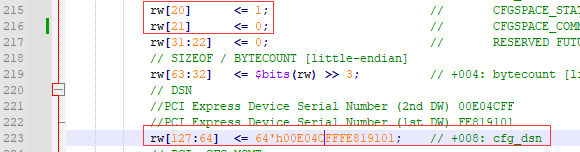 215 rw[20] <= 1; // CFGSPACE_STAT
216 rw[21] <= 0; // CFGSPACE_COMM
217 rw[31:22] <= 0; // RESERVED FUTU
218 // SIZEOF / BYTECOUNT [little-endian]
219 rw[63:32] <= $bits(rw) >> 3; // +004: bytecount [li
220 // DSN
221 //PCI Express Device Serial Number (2nd DW) 00E04CFF
222 //PCI Express Device Serial Number (1st DW) FE819101
223 rw[127:64] <= 64'h00E04CFFFE819101; // +008: cfg_dsn